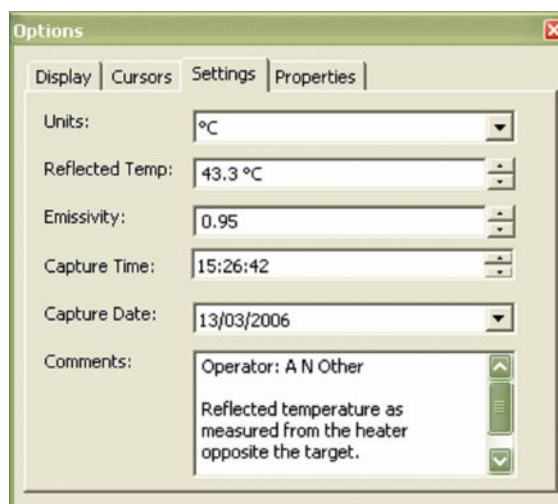 Options
Display Cursors Settings Properties
Units: °C
Reflected Temp: 43.3 °C
Emissivity: 0.95
Capture Time: 15:26:42
Capture Date: 13/03/2006
Comments: Operator: A N Other
Reflected temperature as
measured from the heater
opposite the target.